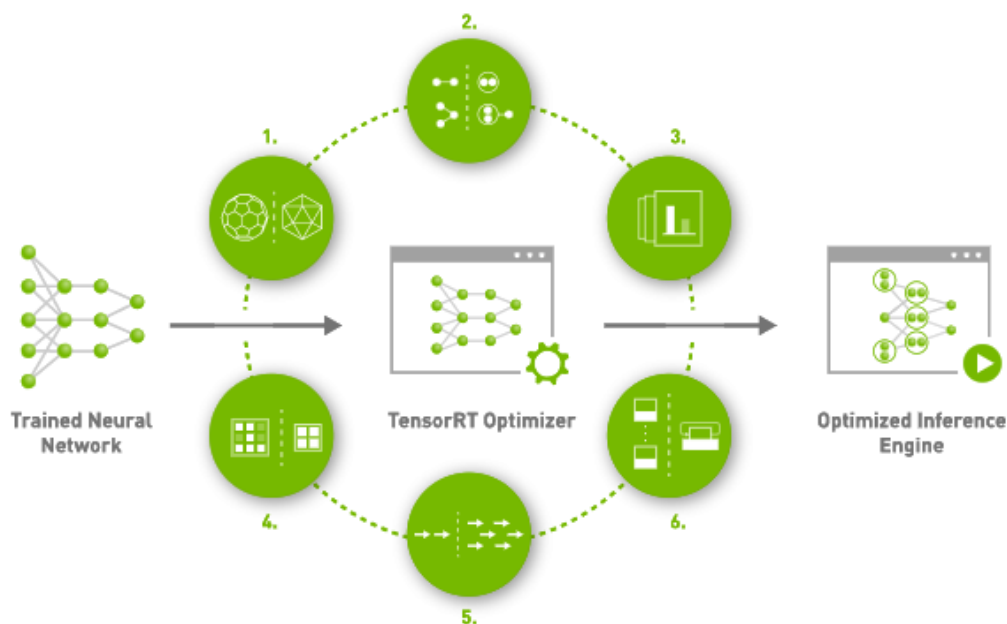 2.
1.
3.
Trained Neural
Network
TensorRT Optimizer
Optimized Inference
Engine
4.
6.
5.